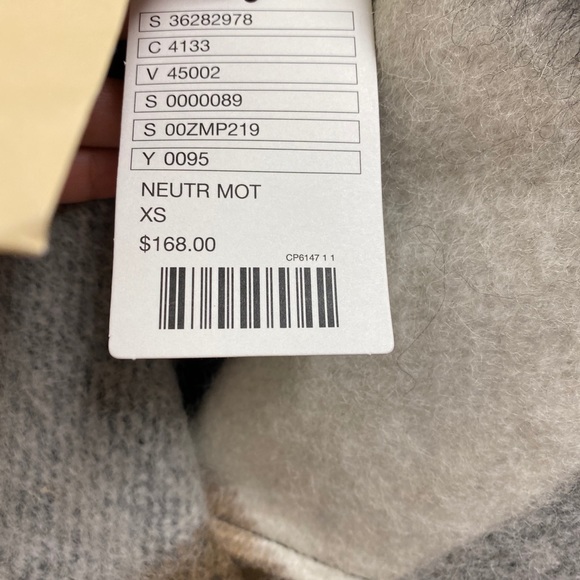 S 36282978
C 4133
V 45002
S 0000089
S 00ZMP219
Y 0095
NEUTR MOT
XS
$168.00
CP6147 1 1